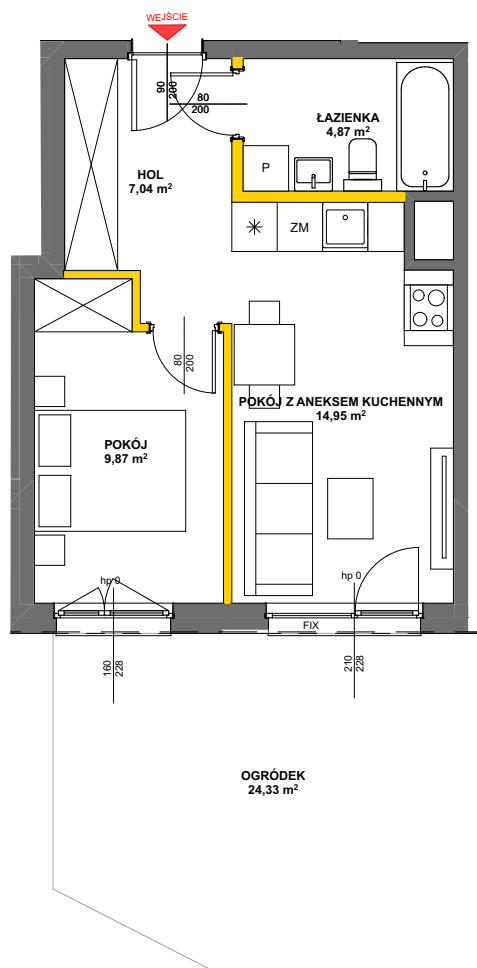 WEJŚCIE
90
200
80
200
ŁAZIENKA
4,87 m²
HOL
7,04 m²
P
ZM
80
200
POKÓJ Z ANEKSEM KUCHENNYM
14,95 m²
POKÓJ
9,87 m²
hp 0
hp 0
FIX
160
228
210
228
OGRÓDEK
24,33 m²